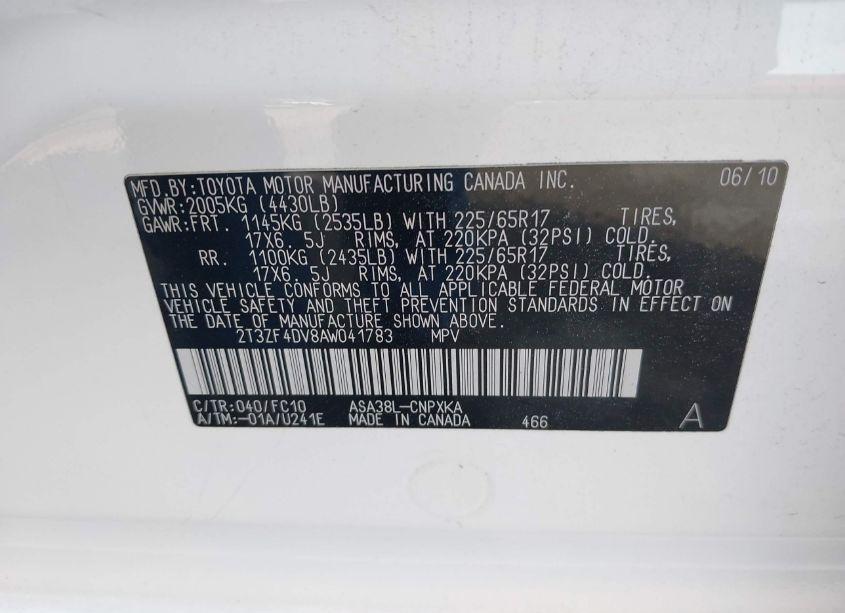 MFD.BY:TOYOTA MOTOR MANUFACTURING CANADA INC. 06/10
GVWR:2005KG (4430LB)
GAWR:FRT. 1145KG (2535LB) WITH 225/65R17 TIRES,
17X6.5J RIMS, AT 220KPA (32PSI) COLD.
RR. 1100KG (2435LB) WITH 225/65R17 TIRES,
17X6.5J RIMS, AT 220KPA (32PSI) COLD.
THIS VEHICLE CONFORMS TO ALL APPLICABLE FEDERAL MOTOR
VEHICLE SAFETY AND THEFT PREVENTION STANDARDS IN EFFECT ON
THE DATE OF MANUFACTURE SHOWN ABOVE.
2T3ZF4DV8AW041783 MPV
C/TR:040/FC10 ASA38L-CNPXKA
A/TM:-01A/U241E MADE IN CANADA 466 A